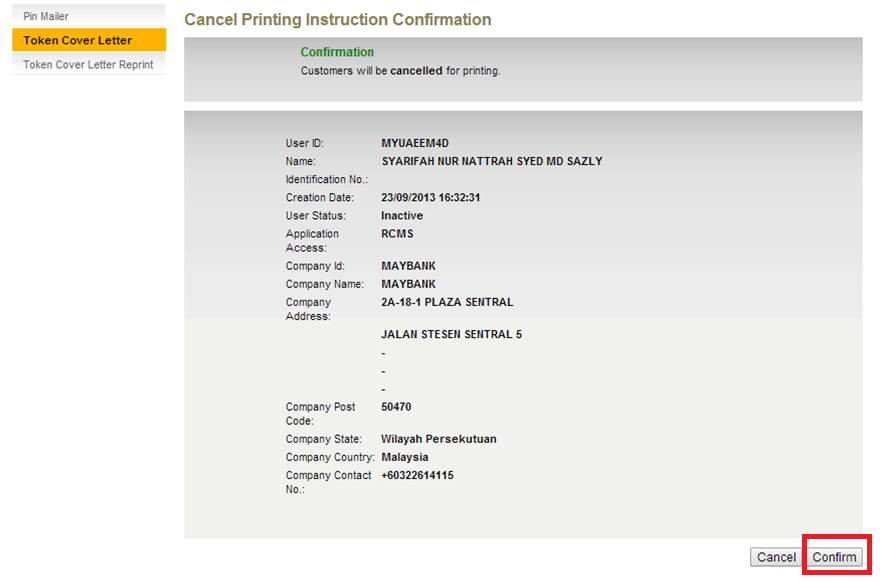 Pin Mailer
Token Cover Letter
Token Cover Letter Reprint
Cancel Printing Instruction Confirmation
Confirmation
Customers will be cancelled for printing.
User ID: MYUAEEM4D
Name: SYARIFAH NUR NATTRAH SYED MD SAZLY
Identification No.:
Creation Date: 23/09/2013 16:32:31
User Status: Inactive
Application RCMS
Access:
Company Id: MAYBANK
Company Name: MAYBANK
Company 2A-18-1 PLAZA SENTRAL
Address:
JALAN STESEN SENTRAL 5
-
-
-
Company Post 50470
Code:
Company State: Wilayah Persekutuan
Company Country: Malaysia
Company Contact +60322614115
No.:
Cancel Confirm